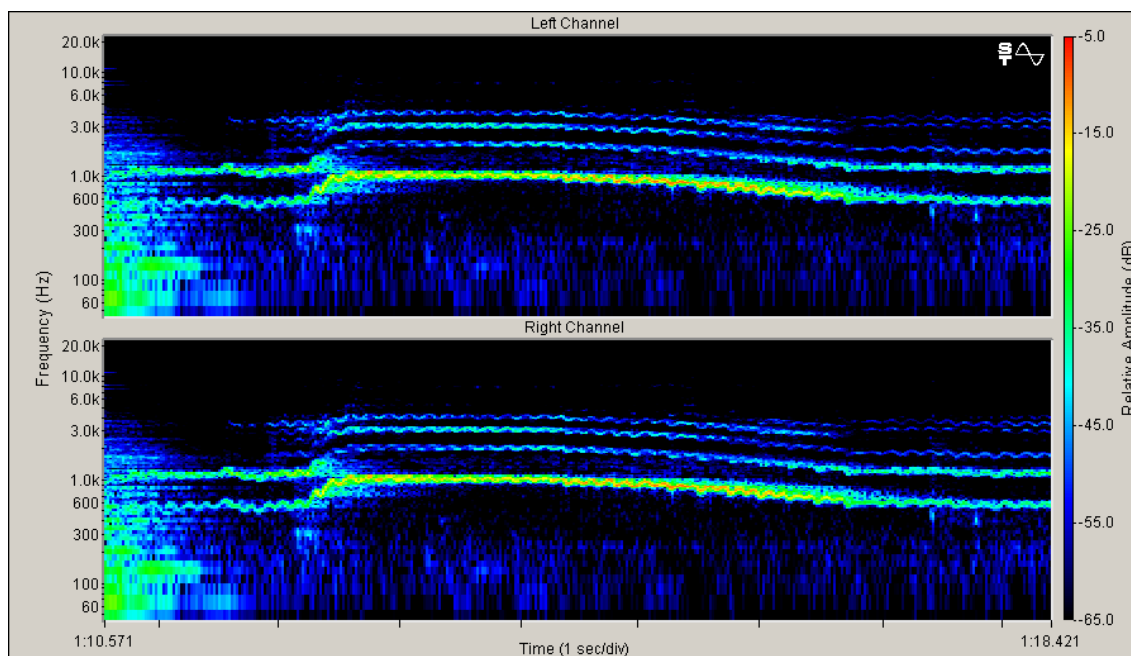 Left Channel
20.0k
10.0k
6.0k
3.0k
1.0k
600
300
100
60
S
T
Right Channel
20.0k
10.0k
6.0k
3.0k
1.0k
600
300
100
60
Frequency (Hz)
1:10.571
Time (1 sec/div)
1:18.421
-5.0
-15.0
-25.0
-35.0
-45.0
-55.0
-65.0
Relative Amplitude (dB)